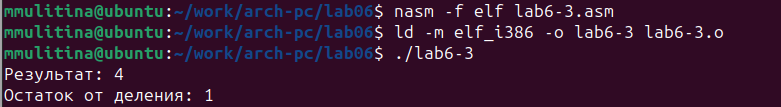 mmulitina@ubuntu:~/work/arch-pc/lab06$ nasm -f elf lab6-3.asm
mmulitina@ubuntu:~/work/arch-pc/lab06$ ld -m elf_i386 -o lab6-3 lab6-3.o
mmulitina@ubuntu:~/work/arch-pc/lab06$ ./lab6-3
Результат: 4
Остаток от деления: 1